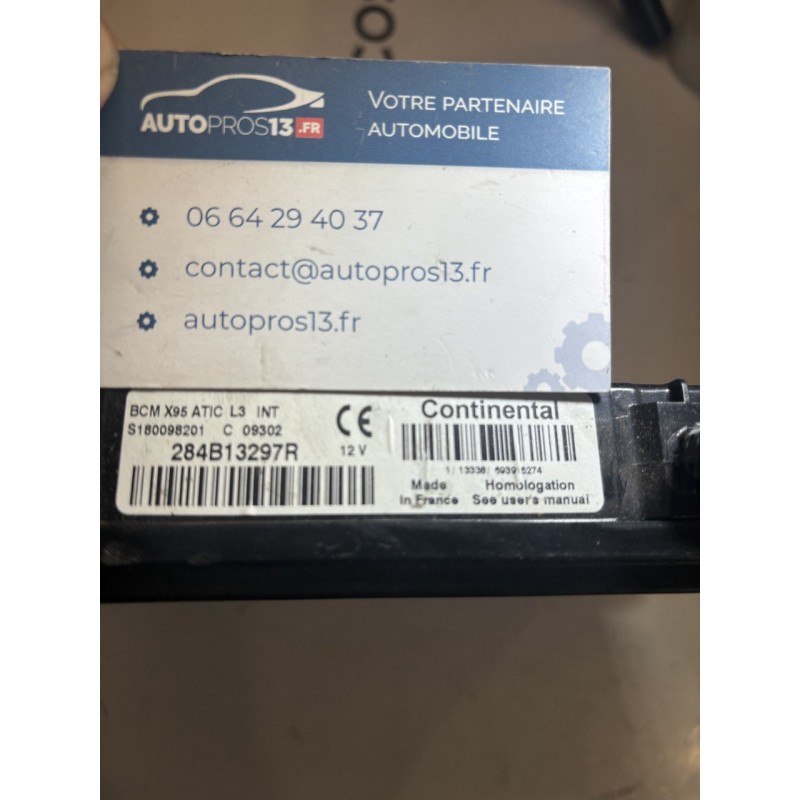 COS
AUTOPROS13.FR
VOTRE PARTENAIRE
AUTOMOBILE
06 64 29 40 37
contact@autopros13.fr
autopros13.fr
BCM X95 ATIC L3 INT
S180098201 C 09302
284B13297R
CE
12 V
Continental
Made
In France
Homologation
See user's manual